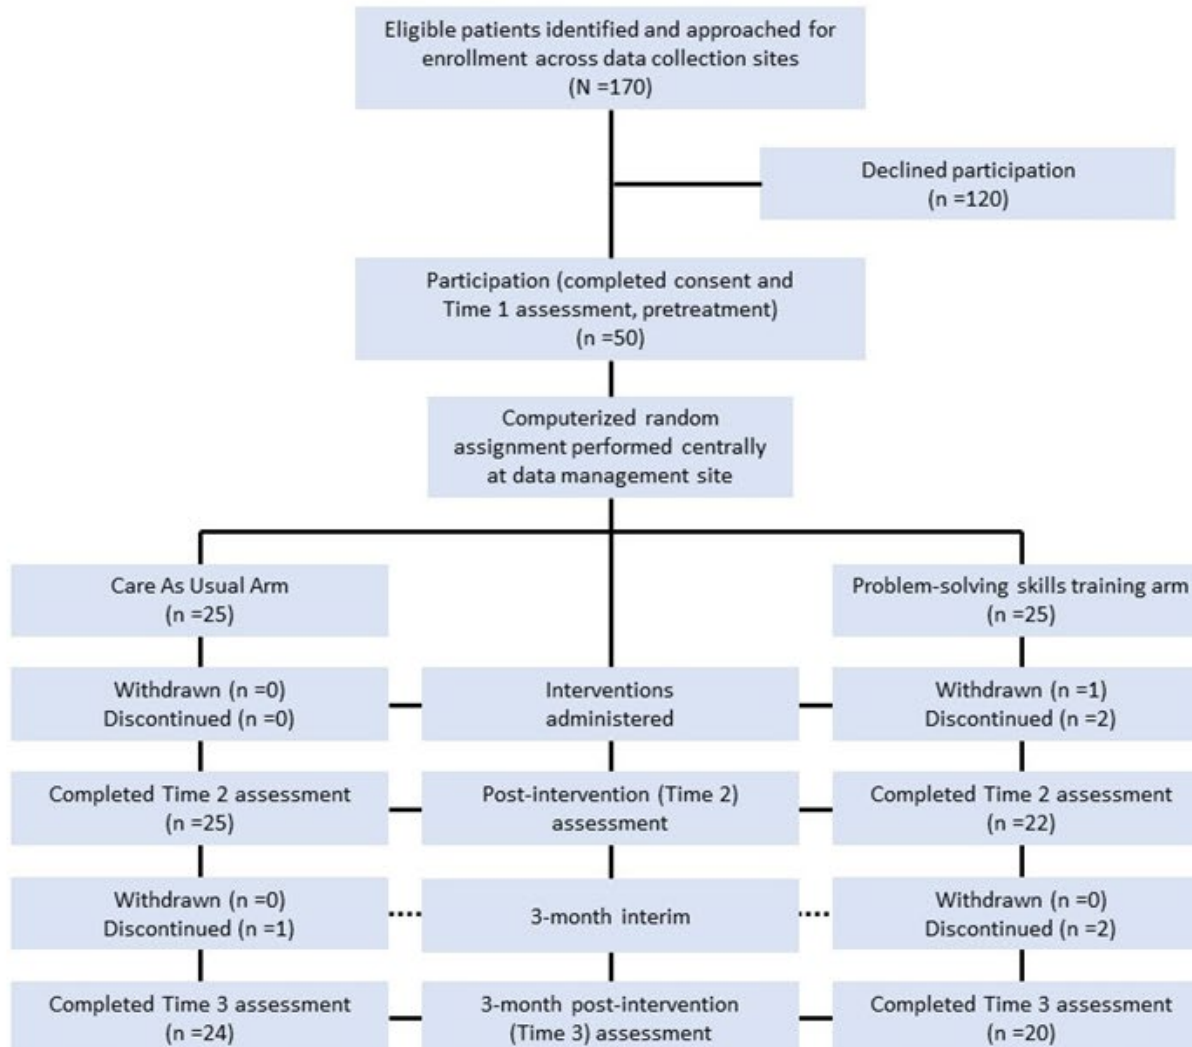 Eligible patients identified and approached for
enrollment across data collection sites
(N =170)
Declined participation
(n =120)
Participation (completed consent and
Time 1 assessment, pretreatment)
(n =50)
Computerized random
assignment performed centrally
at data management site
Care As Usual Arm
(n =25)
Problem-solving skills training arm
(n =25)
Withdrawn (n =0)
Discontinued (n =0)
Interventions
administered
Withdrawn (n =1)
Discontinued (n =2)
Completed Time 2 assessment
(n =25)
Post-intervention (Time 2)
assessment
Completed Time 2 assessment
(n =22)
Withdrawn (n =0)
Discontinued (n =1)
3-month interim
Withdrawn (n =0)
Discontinued (n =2)
Completed Time 3 assessment
(n =24)
3-month post-intervention
(Time 3) assessment
Completed Time 3 assessment
(n =20)